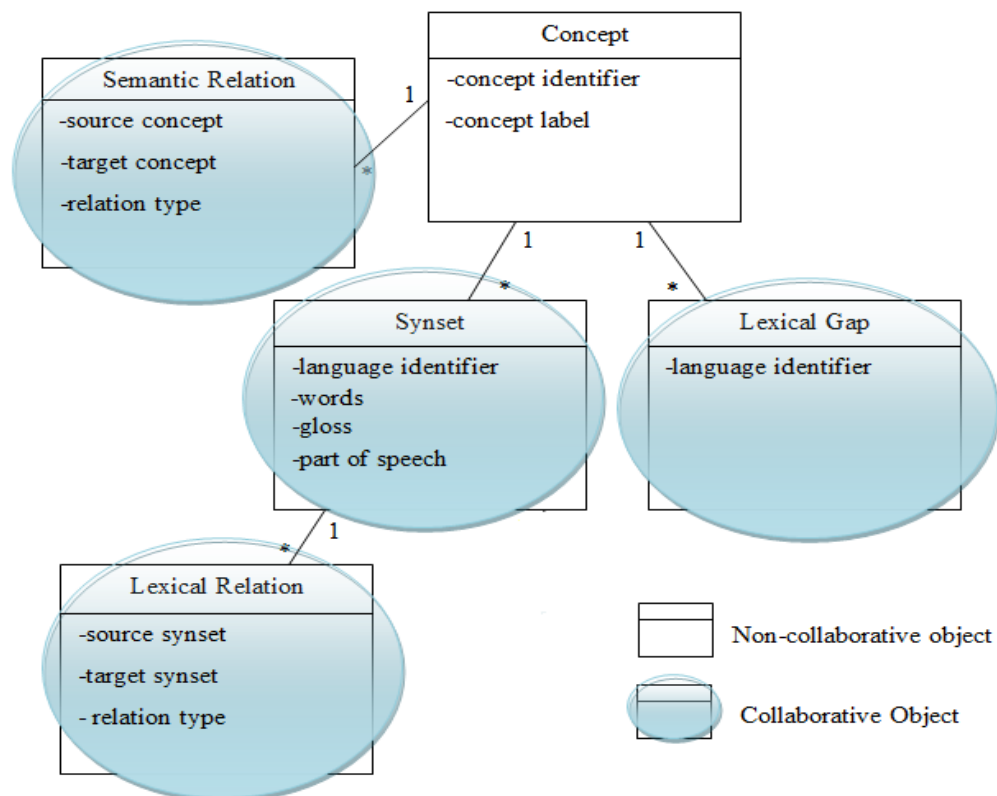 Concept
-concept identifier
-concept label
Semantic Relation
-source concept
-target concept
-relation type
1
*
1
*
1
*
Synset
-language identifier
-words
-gloss
-part of speech
Lexical Gap
-language identifier
1
*
Lexical Relation
-source synset
-target synset
- relation type
Non-collaborative object
Collaborative Object